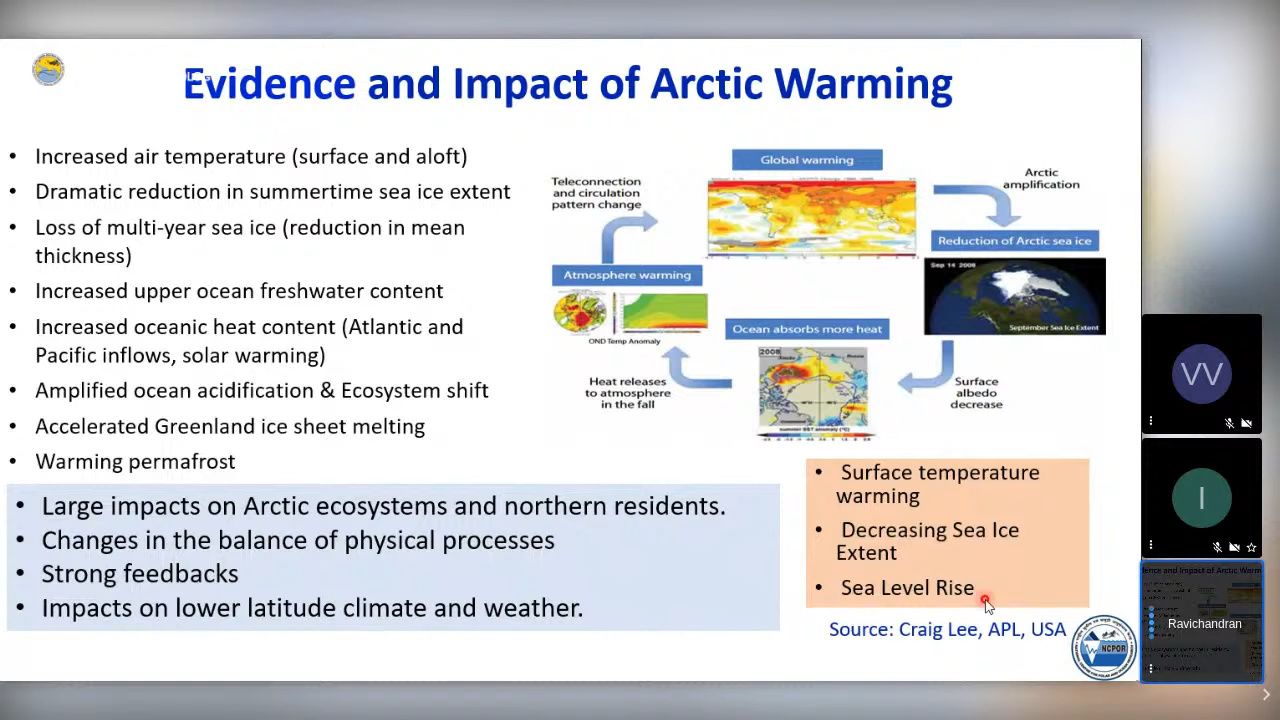 Evidence and Impact of Arctic Warming
• Increased air temperature (surface and aloft)
• Dramatic reduction in summertime sea ice extent
• Loss of multi-year sea ice (reduction in mean
thickness)
• Increased upper ocean freshwater content
• Increased oceanic heat content (Atlantic and
Pacific inflows, solar warming)
• Amplified ocean acidification & Ecosystem shift
• Accelerated Greenland ice sheet melting
• Warming permafrost
• Large impacts on Arctic ecosystems and northern residents.
• Changes in the balance of physical processes
• Strong feedbacks
• Impacts on lower latitude climate and weather.
Global warming
Arctic
amplification
Reduction of Arctic sea ice
Sep 14 2008
September Sea Ice Extent
Surface
albedo
decrease
Ocean absorbs more heat
2008
summer SST anomaly (°C)
Heat releases
to atmosphere
in the fall
Atmosphere warming
OND Temp Anomaly
Teleconnection
and circulation
pattern change
• Surface temperature
warming
• Decreasing Sea Ice
Extent
• Sea Level Rise
Source: Craig Lee, APL, USA
NCPOR
VV
I
Ravichandran